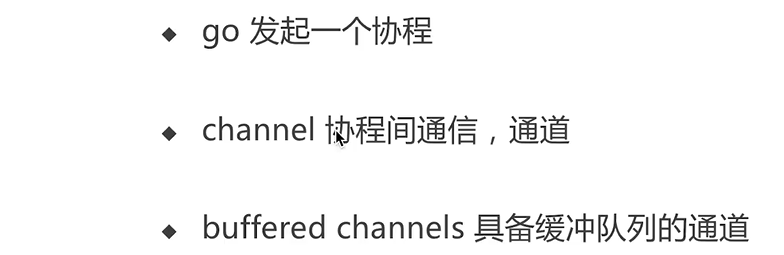 ◆ go 发起一个协程
◆ channel 协程间通信，通道
◆ buffered channels 具备缓冲队列的通道